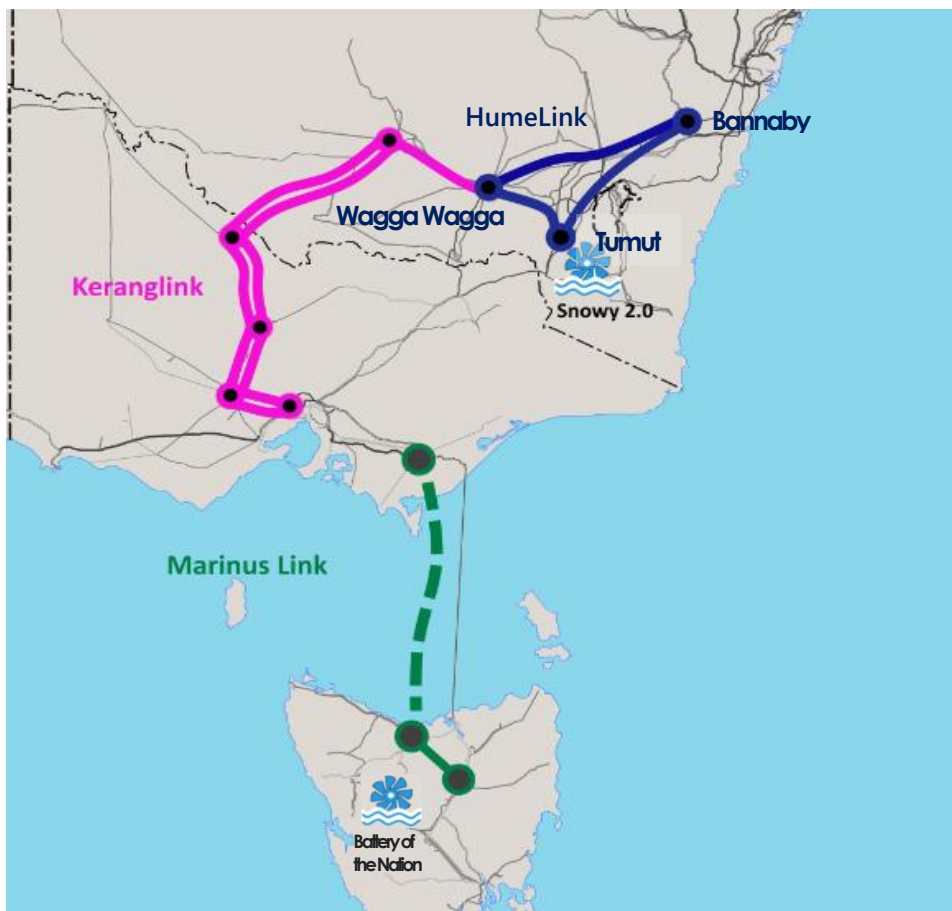 HumeLink
Bannaby
Wagga Wagga
Tumut
Keranglink
Snowy 2.0
Marinus Link
Battery of
the Nation